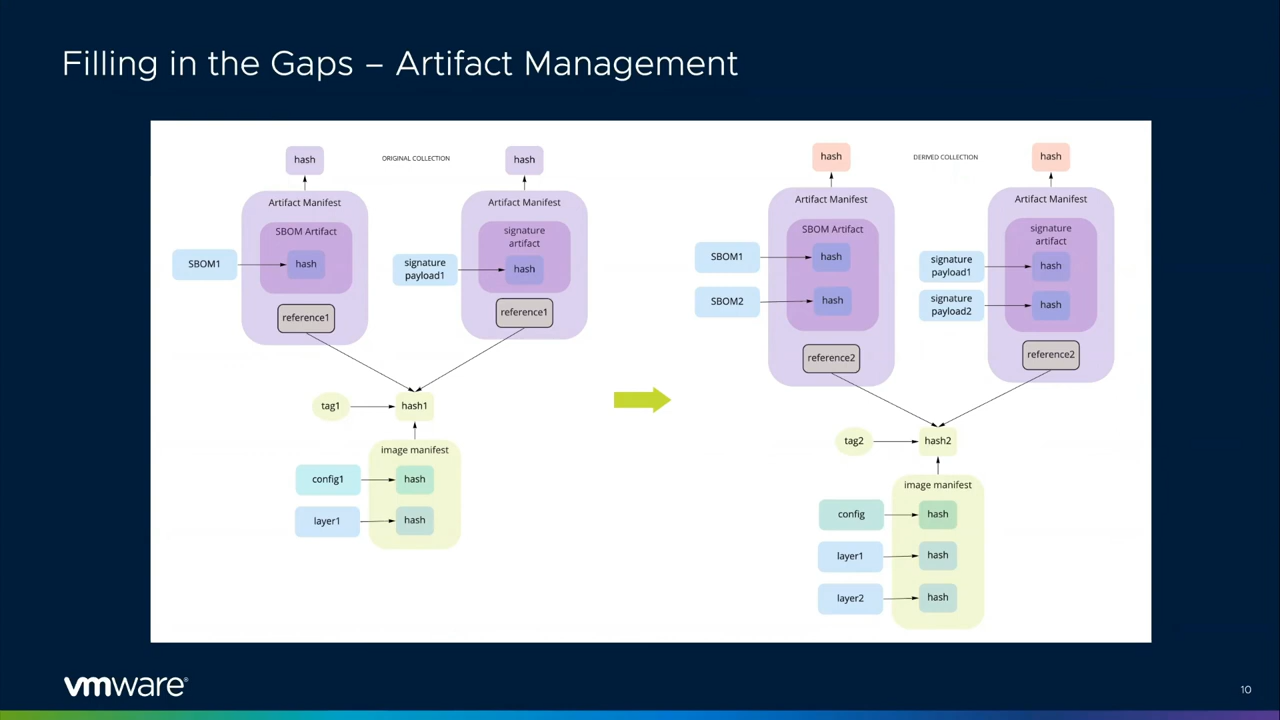 Filling in the Gaps – Artifact Management
ORIGINAL COLLECTION
hash
hash
Artifact Manifest
Artifact Manifest
SBOM Artifact
signature
artifact
SBOM1
hash
signature
payload1
hash
reference1
reference1
tag1
hash1
image manifest
config1
hash
layer1
hash
DERIVED COLLECTION
hash
hash
Artifact Manifest
Artifact Manifest
SBOM Artifact
signature
artifact
SBOM1
hash
signature
payload1
hash
SBOM2
hash
signature
payload2
hash
reference2
reference2
tag2
hash2
image manifest
config
hash
layer1
hash
layer2
hash
vmware®
10